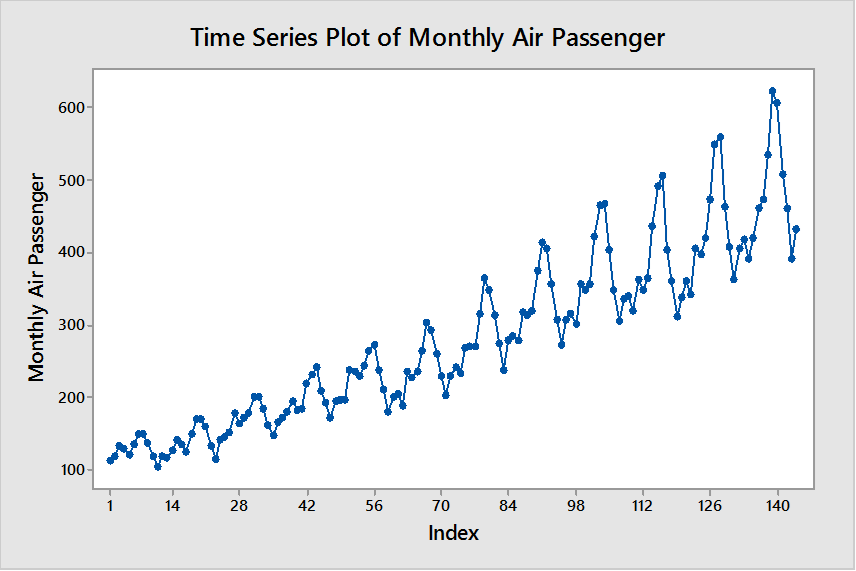 Time Series Plot of Monthly Air Passenger
Monthly Air Passenger
600
500
400
300
200
100
1 14 28 42 56 70 84 98 112 126 140
Index